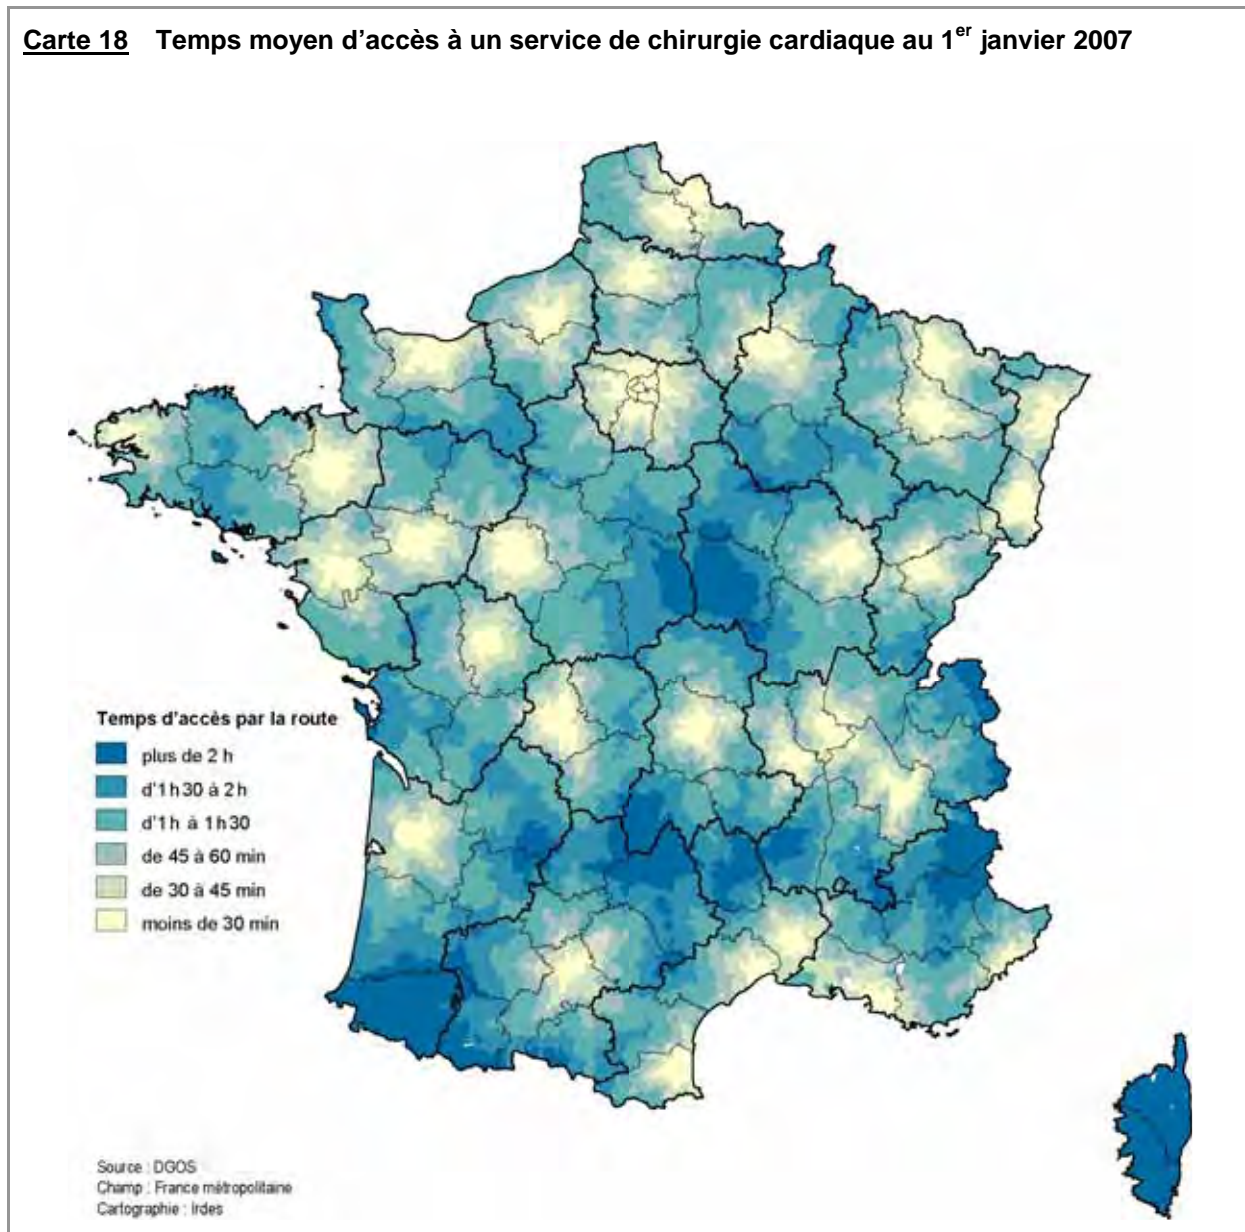 Carte 18 Temps moyen d’accès à un service de chirurgie cardiaque au 1er janvier 2007
Temps d'accès par la route
plus de 2 h
d'1h30 à 2h
d'1h à 1h30
de 45 à 60 min
de 30 à 45 min
moins de 30 min
Source : DGOS
Champ : France métropolitaine
Cartographie : Irdes